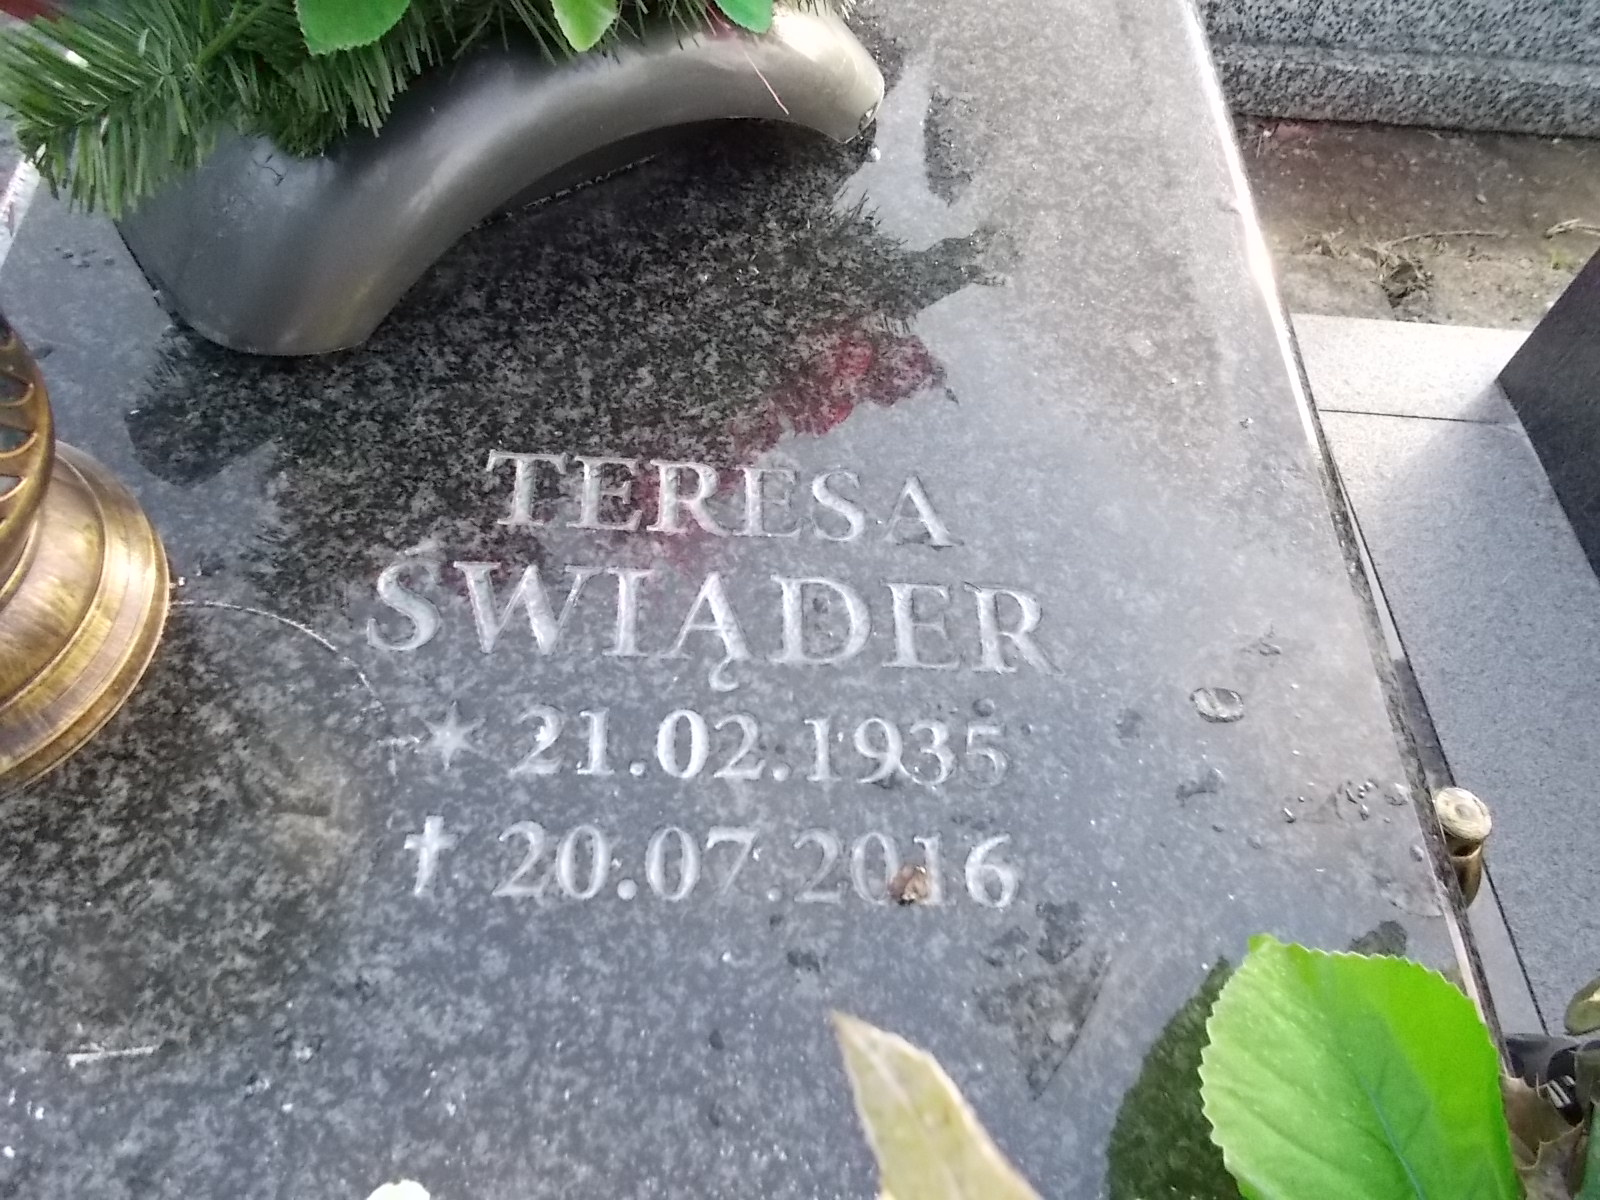 TERESA
ŚWIĄDER
* 21.02.1935
✝ 20.07.2016